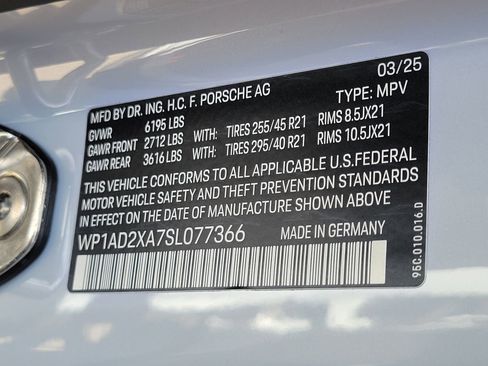 MFD BY DR. ING. H.C. F. PORSCHE AG 03/25
GVWR 6195 LBS TYPE: MPV
GAWR FRONT 2712 LBS WITH: TIRES 255/45 R21 RIMS 8.5JX21
GAWR REAR 3616 LBS WITH: TIRES 295/40 R21 RIMS 10.5JX21
THIS VEHICLE CONFORMS TO ALL APPLICABLE U.S.FEDERAL
MOTOR VEHICLE SAFETY AND THEFT PREVENTION STANDARDS
IN EFFECT ON THE DATE OF MANUFACTURE SHOWN ABOVE
WP1AD2XA7SL077366 MADE IN GERMANY
95C.010.016.D